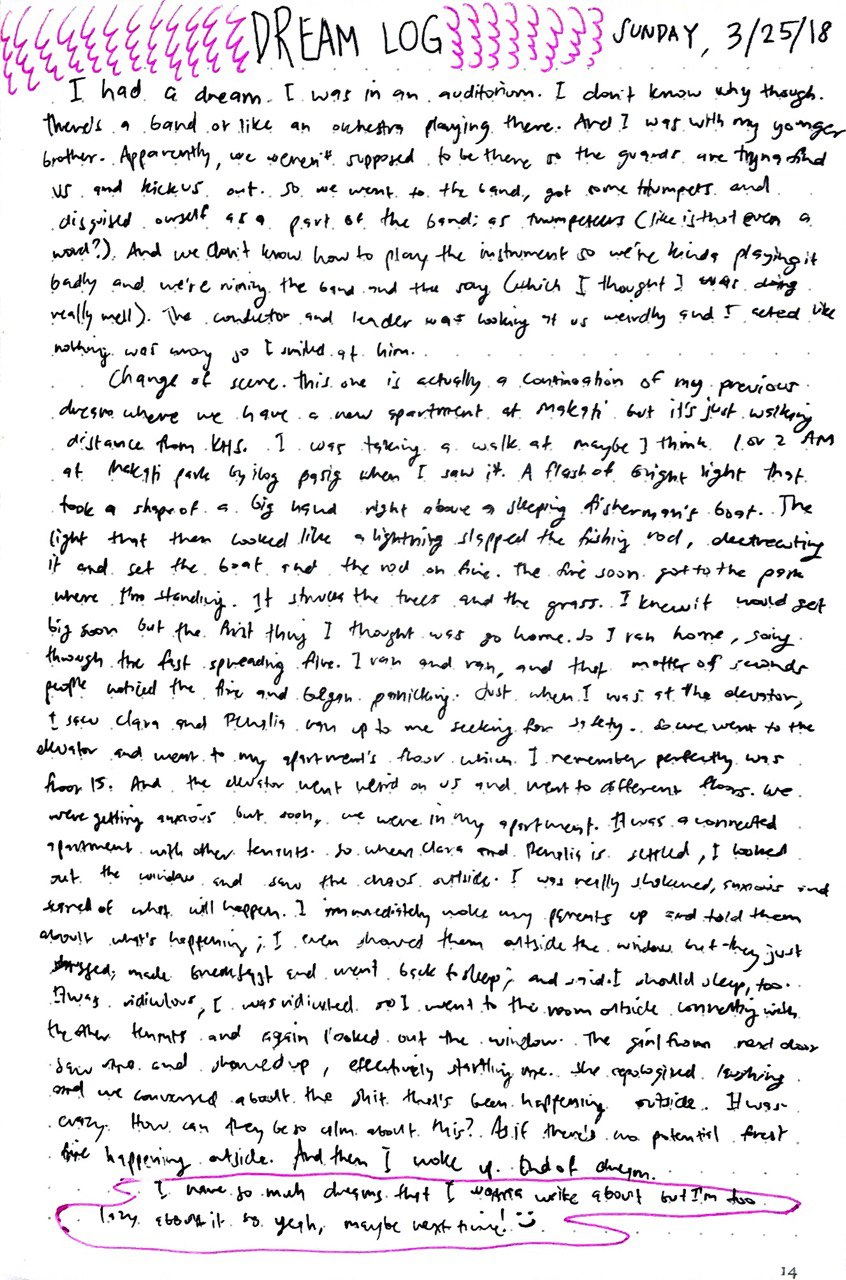 DREAM LOG SUNDAY, 3/25/18
I had a dream. I was in an auditorium. I don't know why though.
There's a band or like an orchestra playing there. And I was with my younger
brother. Apparently, we weren't supposed to be there so the guards are tryna find
us and kick us out. So we went to the band, got some trumpets and
disguised ourself as a part of the band; as trumpeteers (like is that even a
word?). And we don't know how to play the instrument so we're kinda playing it
badly and we're ruining the band and the song (which I thought I was doing
really well). The conductor and leader was looking at us weirdly and I acted like
nothing was wrong so I smiled at him.
Change of scene. This one is actually a continuation of my previous
dream where we have a new apartment at Makati but it's just walking
distance from KHS. I was taking a walk at maybe I think 1 or 2 AM
at Makati park by ilog pasig when I saw it. A flash of bright light that
took a shape of a big hand right above a sleeping fisherman's boat. The
light that then looked like a lightning slapped the fishing rod, electrecuting
it and set the boat and the rod on fire. The fire soon got to the park
where I'm standing. It struck the trees and the grass. I knew it would get
big soon but the first thing I thought was go home. So I ran home, going
through the fast spreading fire. I ran and ran, and that matter of seconds
people noticed the fire and began panicking. Just when I was at the elevator,
I saw Clara and run up to me seeking for safety. So we went to the
elevator and went to my apartment's floor which I remember perfectly was
floor 15. And the elevator went weird on us and went to different floors. We
were getting anxious but soon, we were in my apartment. It was a connected
apartment with other tenants. So when Clara and is settled, I looked
out the window and saw the chaos outside. I was really shakened, anxious and
scared of what will happen. I immediately woke my parents up and told them
about what's happening; I even showed them outside the window but they just
shrugged; made breakfast and went back to sleep; and said I should sleep, too.
It was ridiculous, I was ridiculed. So I went to the room outside connecting with
the other tenants and again looked out the window. The girl from next door
saw me and showed up, effectively startling me. She apologised laughing
and we conversed about the shit that's been happening outside. It was
crazy. How can they be so calm about this? As if there's no potential forest
fire happening outside. And then I woke up. End of dream.
I have so much dreams that I wanna write about but I'm too
lazy about it so yeah, maybe next time! :)
14